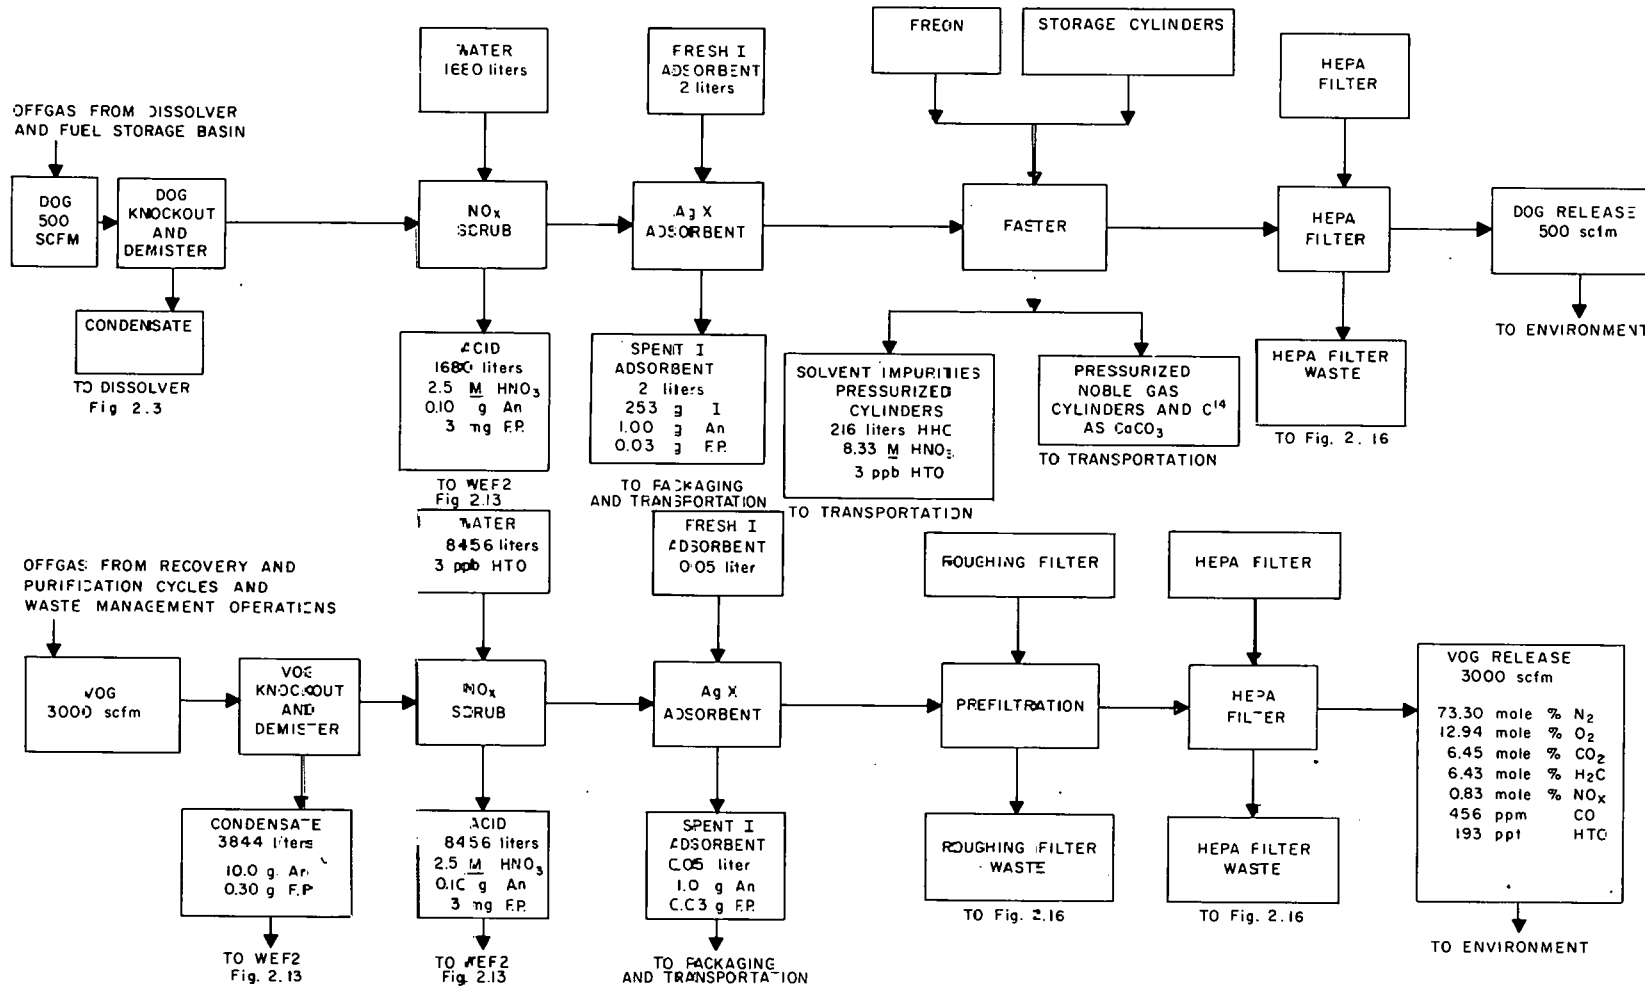 WATER
1680 liters
FRESH I
ADSORBENT
2 liters
FREON
STORAGE CYLINDERS
HEPA
FILTER
OFFGAS FROM DISSOLVER
AND FUEL STORAGE BASIN
DOG
500
SCFM
DOG
KNOCKOUT
AND
DEMISTER
NOx
SCRUB
Ag X
ADSORBENT
FASTER
HEPA
FILTER
DOG RELEASE
500 scfm
CONDENSATE
TO DISSOLVER
Fig 2.3
ACID
1680 liters
2.5 M HNO3
0.10 g An
3 mg F.P.
TO WEF2
Fig 2.13
SPENT I
ADSORBENT
2 liters
253 g I
1.00 g An
0.03 g F.P.
TO PACKAGING
AND TRANSPORTATION
SOLVENT IMPURITIES
PRESSURIZED
CYLINDERS
216 liters HHC
8.33 M HNO3
3 ppb HTO
TO TRANSPORTATION
PRESSURIZED
NOBLE GAS
CYLINDERS AND C14
AS CaCO3
TO TRANSPORTATION
HEPA FILTER
WASTE
TO Fig. 2.16
TO ENVIRONMENT
OFFGAS FROM RECOVERY AND
PURIFICATION CYCLES AND
WASTE MANAGEMENT OPERATIONS
WATER
8456 liters
3 ppb HTO
FRESH I
ADSORBENT
0.05 liter
ROUGHING FILTER
HEPA FILTER
VOG
3000 scfm
VOG
KNOCKOUT
AND
DEMISTER
NOx
SCRUB
Ag X
ADSORBENT
PREFILTRATION
HEPA
FILTER
VOG RELEASE
3000 scfm
73.30 mole % N2
12.94 mole % O2
6.45 mole % CO2
6.43 mole % H2O
0.83 mole % NOx
456 ppm CO
193 ppt HTO
CONDENSATE
3844 liters
10.0 g An
0.30 g F.P
TO WEF2
Fig. 2.13
ACID
8456 liters
2.5 M HNO3
0.10 g An
3 mg F.P.
TO WEF2
Fig. 2.13
SPENT I
ADSORBENT
0.05 liter
1.0 g An
0.03 g F.P.
TO PACKAGING
AND TRANSPORTATION
ROUGHING FILTER
WASTE
TO Fig. 2.16
HEPA FILTER
WASTE
TO Fig. 2.16
TO ENVIRONMENT